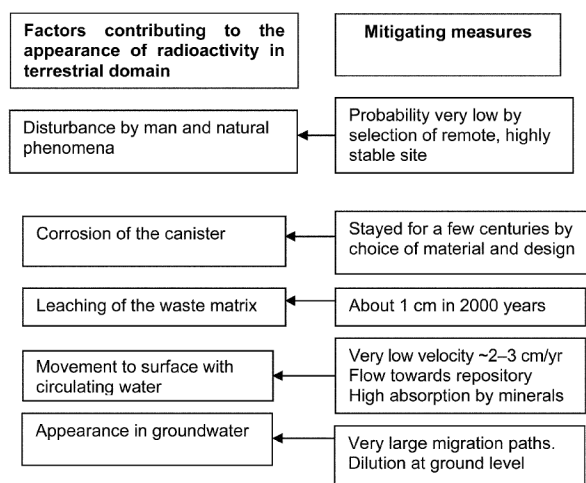 Factors contributing to the
appearance of radioactivity in
terrestrial domain
Mitigating measures
Disturbance by man and natural
phenomena
Probability very low by
selection of remote, highly
stable site
Corrosion of the canister
Stayed for a few centuries by
choice of material and design
Leaching of the waste matrix
About 1 cm in 2000 years
Movement to surface with
circulating water
Very low velocity ~2–3 cm/yr
Flow towards repository
High absorption by minerals
Appearance in groundwater
Very large migration paths.
Dilution at ground level